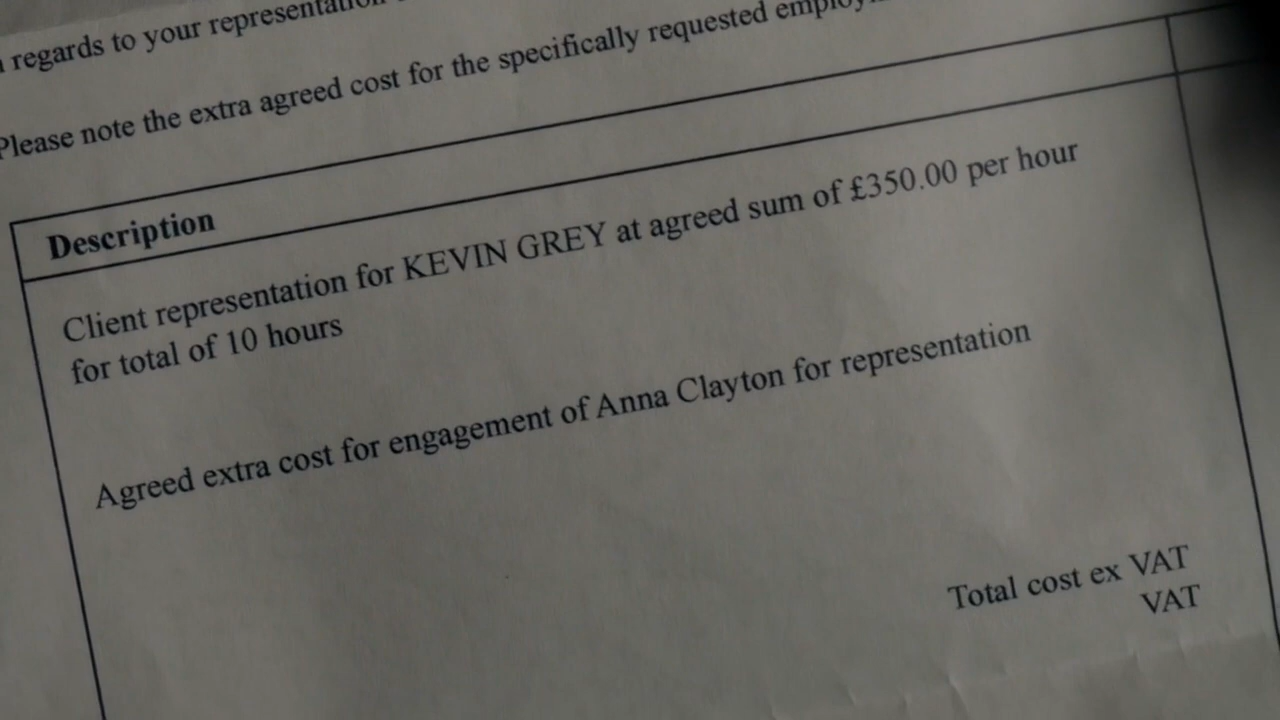 regards to your representation
Please note the extra agreed cost for the specifically requested
Description
Client representation for KEVIN GREY at agreed sum of £350.00 per hour
for total of 10 hours
Agreed extra cost for engagement of Anna Clayton for representation
Total cost ex VAT
VAT